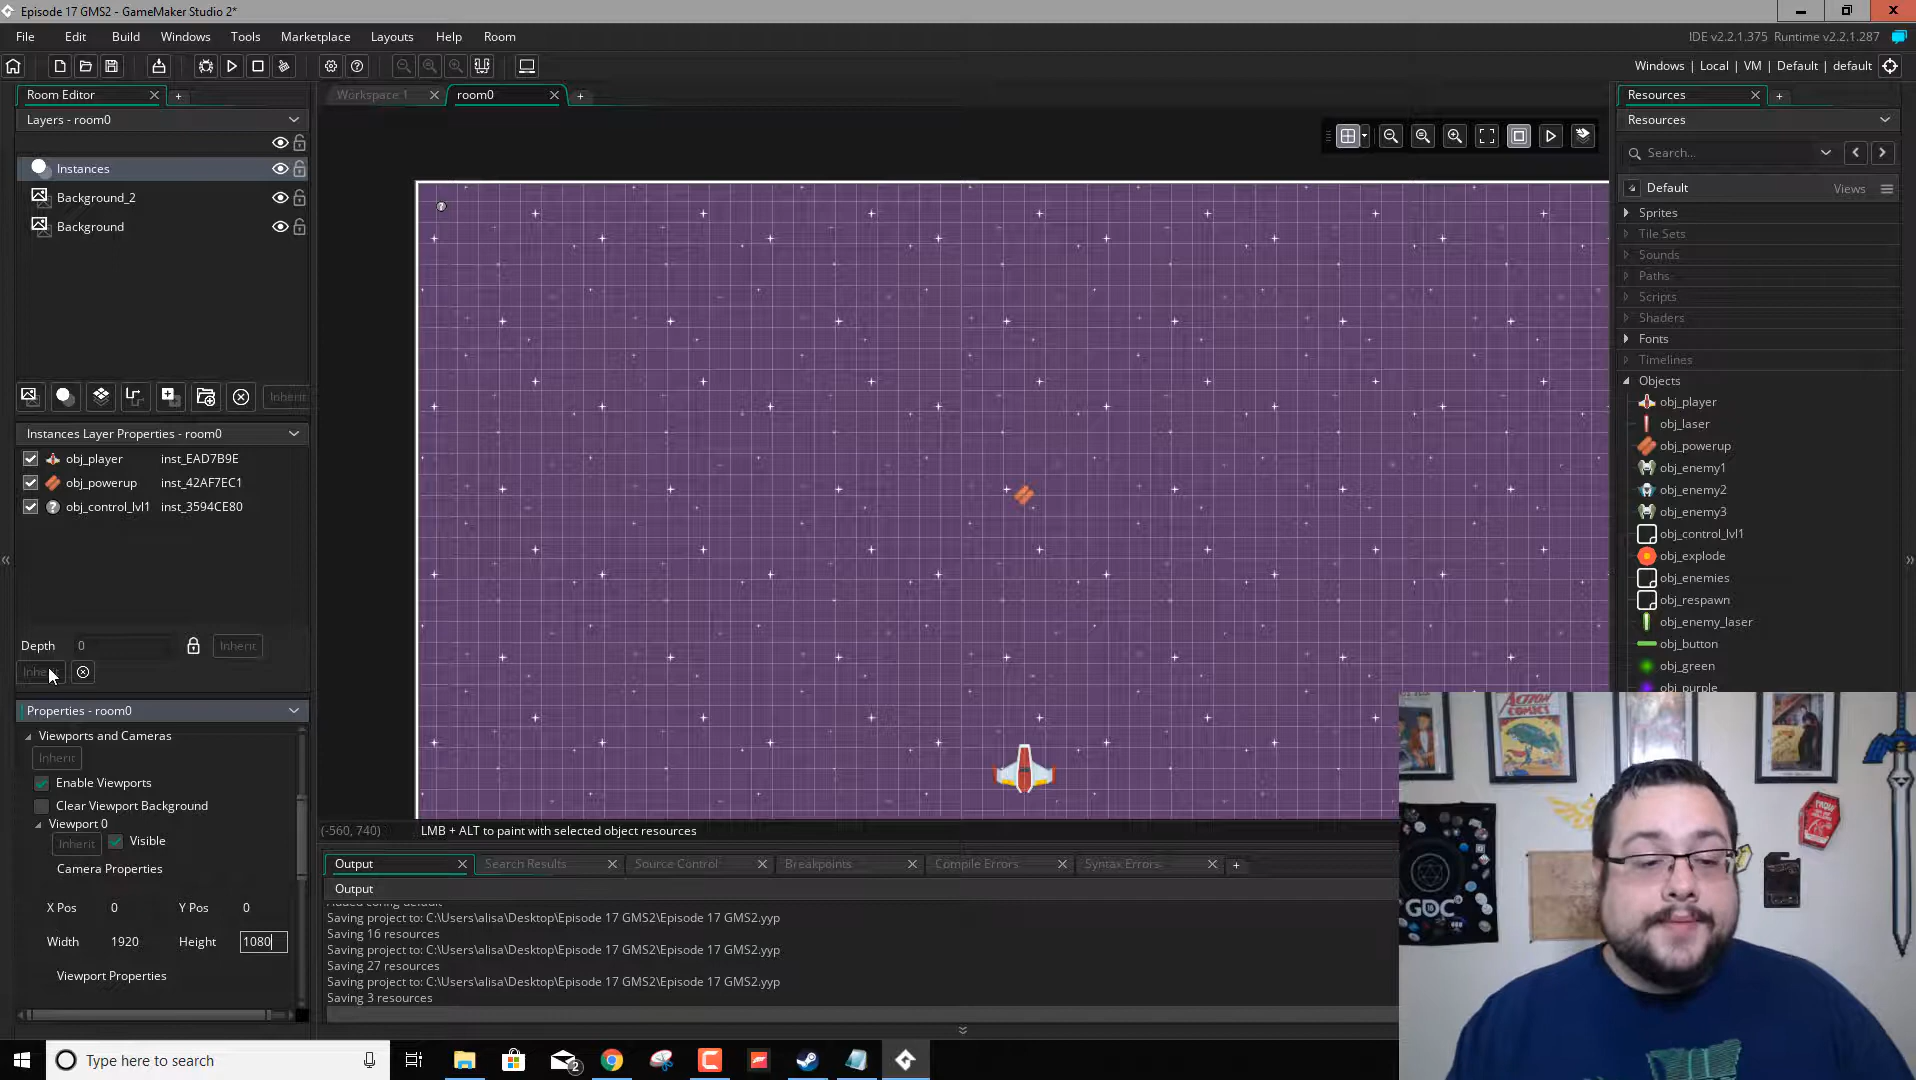 Episode 17 GMS2 - GameMaker Studio 2*
File Edit Build Windows Tools Marketplace Layouts Help Room
IDE v2.2.1.375 Runtime v2.2.1.287
Windows | Local | VM | Default | default
Room Editor
Workspace 1
room0
Resources
Layers - room0
Resources
Search...
Instances
Default
Views
Background_2
Background
Sprites
Tile Sets
Sounds
Paths
Scripts
Shaders
Fonts
Timelines
Objects
obj_player
obj_laser
obj_powerup
obj_enemy1
obj_enemy2
obj_enemy3
obj_control_lvl1
obj_explode
obj_enemies
obj_respawn
obj_enemy_laser
obj_button
obj_green
obj_purple
Inherit
Instances Layer Properties - room0
obj_player inst_EAD7B9E
obj_powerup inst_42AF7EC1
obj_control_lvl1 inst_3594CE80
Depth 0 Inherit
Properties - room0
Viewports and Cameras
Inherit
Enable Viewports
Clear Viewport Background
Viewport 0
Inherit Visible
Camera Properties
X Pos 0 Y Pos 0
Width 1920 Height 1080
Viewport Properties
(-560, 740) LMB + ALT to paint with selected object resources
Output Search Results Source Control Breakpoints Compile Errors Syntax Errors
Output
Saving project to: C:\Users\alisa\Desktop\Episode 17 GMS2\Episode 17 GMS2.yyp
Saving 16 resources
Saving project to: C:\Users\alisa\Desktop\Episode 17 GMS2\Episode 17 GMS2.yyp
Saving 27 resources
Saving project to: C:\Users\alisa\Desktop\Episode 17 GMS2\Episode 17 GMS2.yyp
Saving 3 resources
ACTION
COMICS
GDC
Type here to search
2